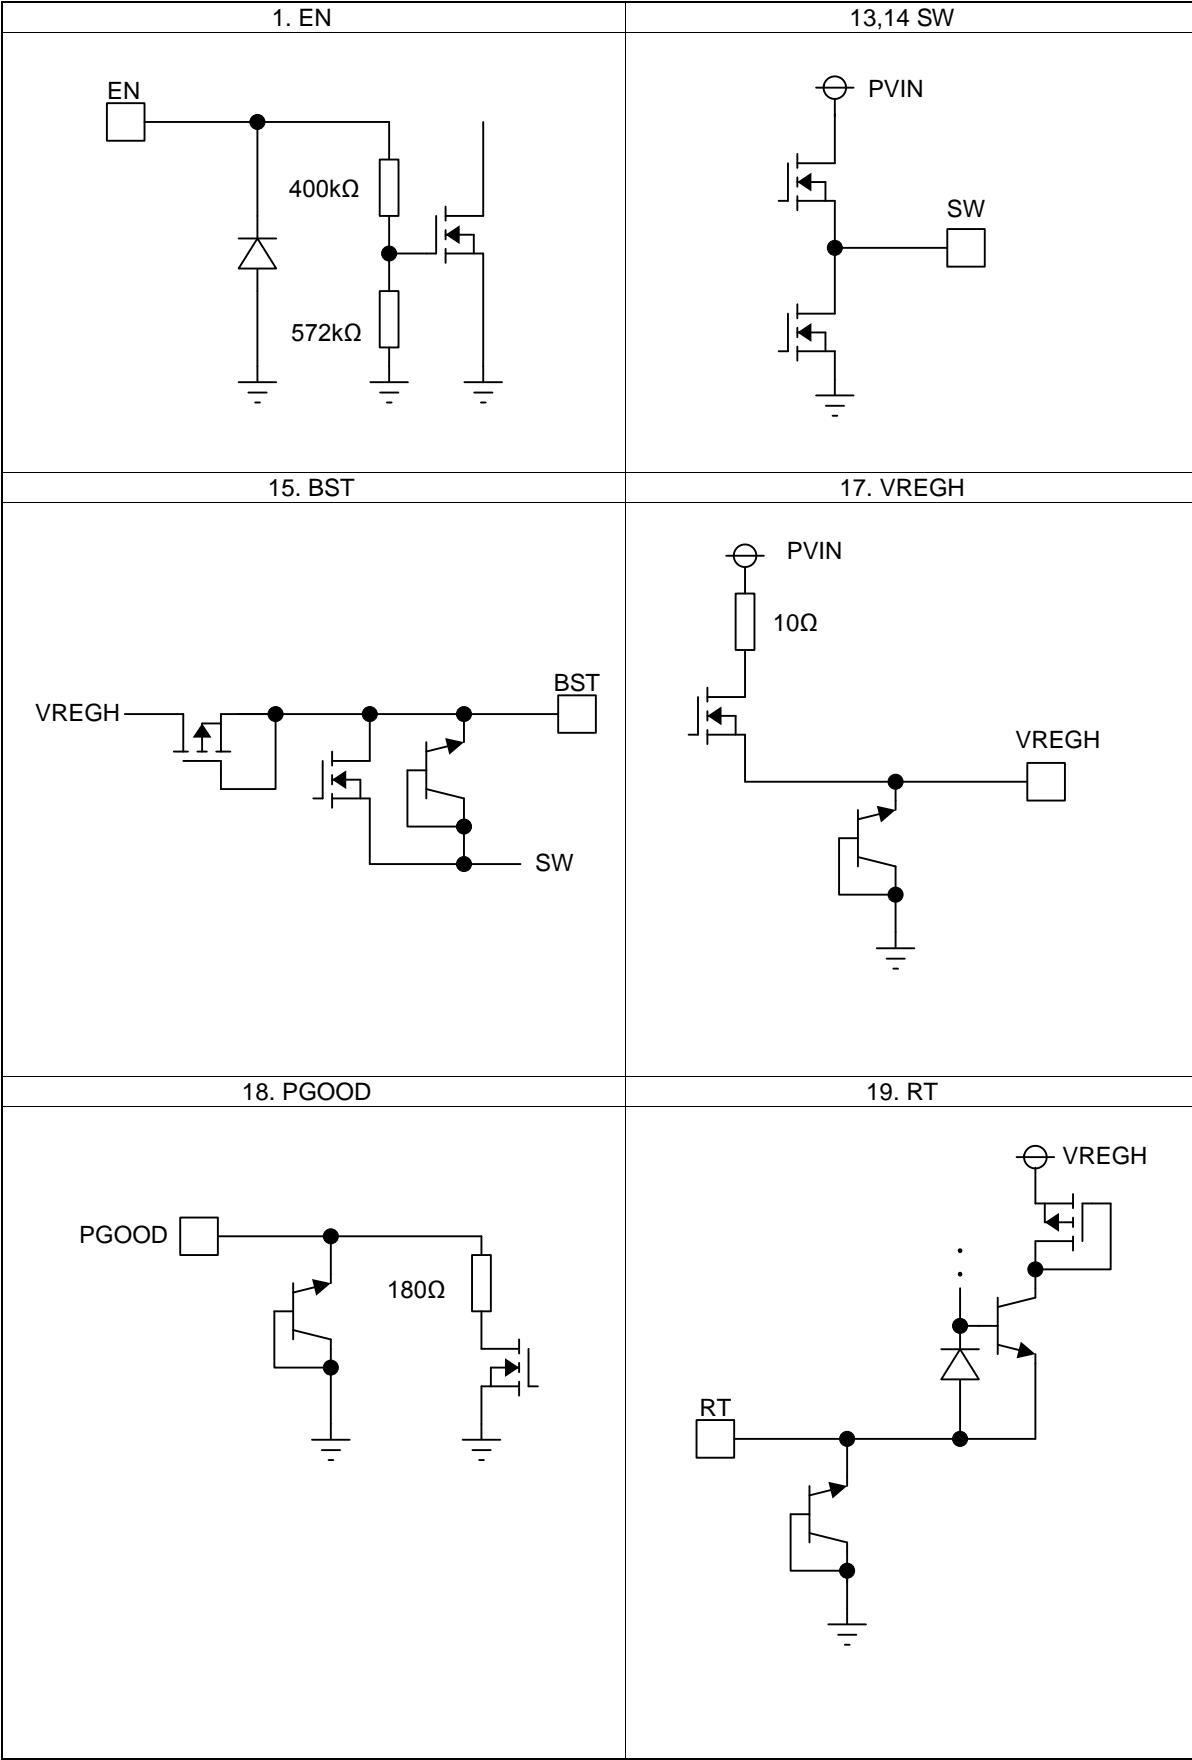 1. EN
13,14 SW
EN
400kΩ
572kΩ
PVIN
SW
15. BST
17. VREGH
VREGH
BST
SW
PVIN
10Ω
VREGH
18. PGOOD
19. RT
PGOOD
180Ω
VREGH
RT